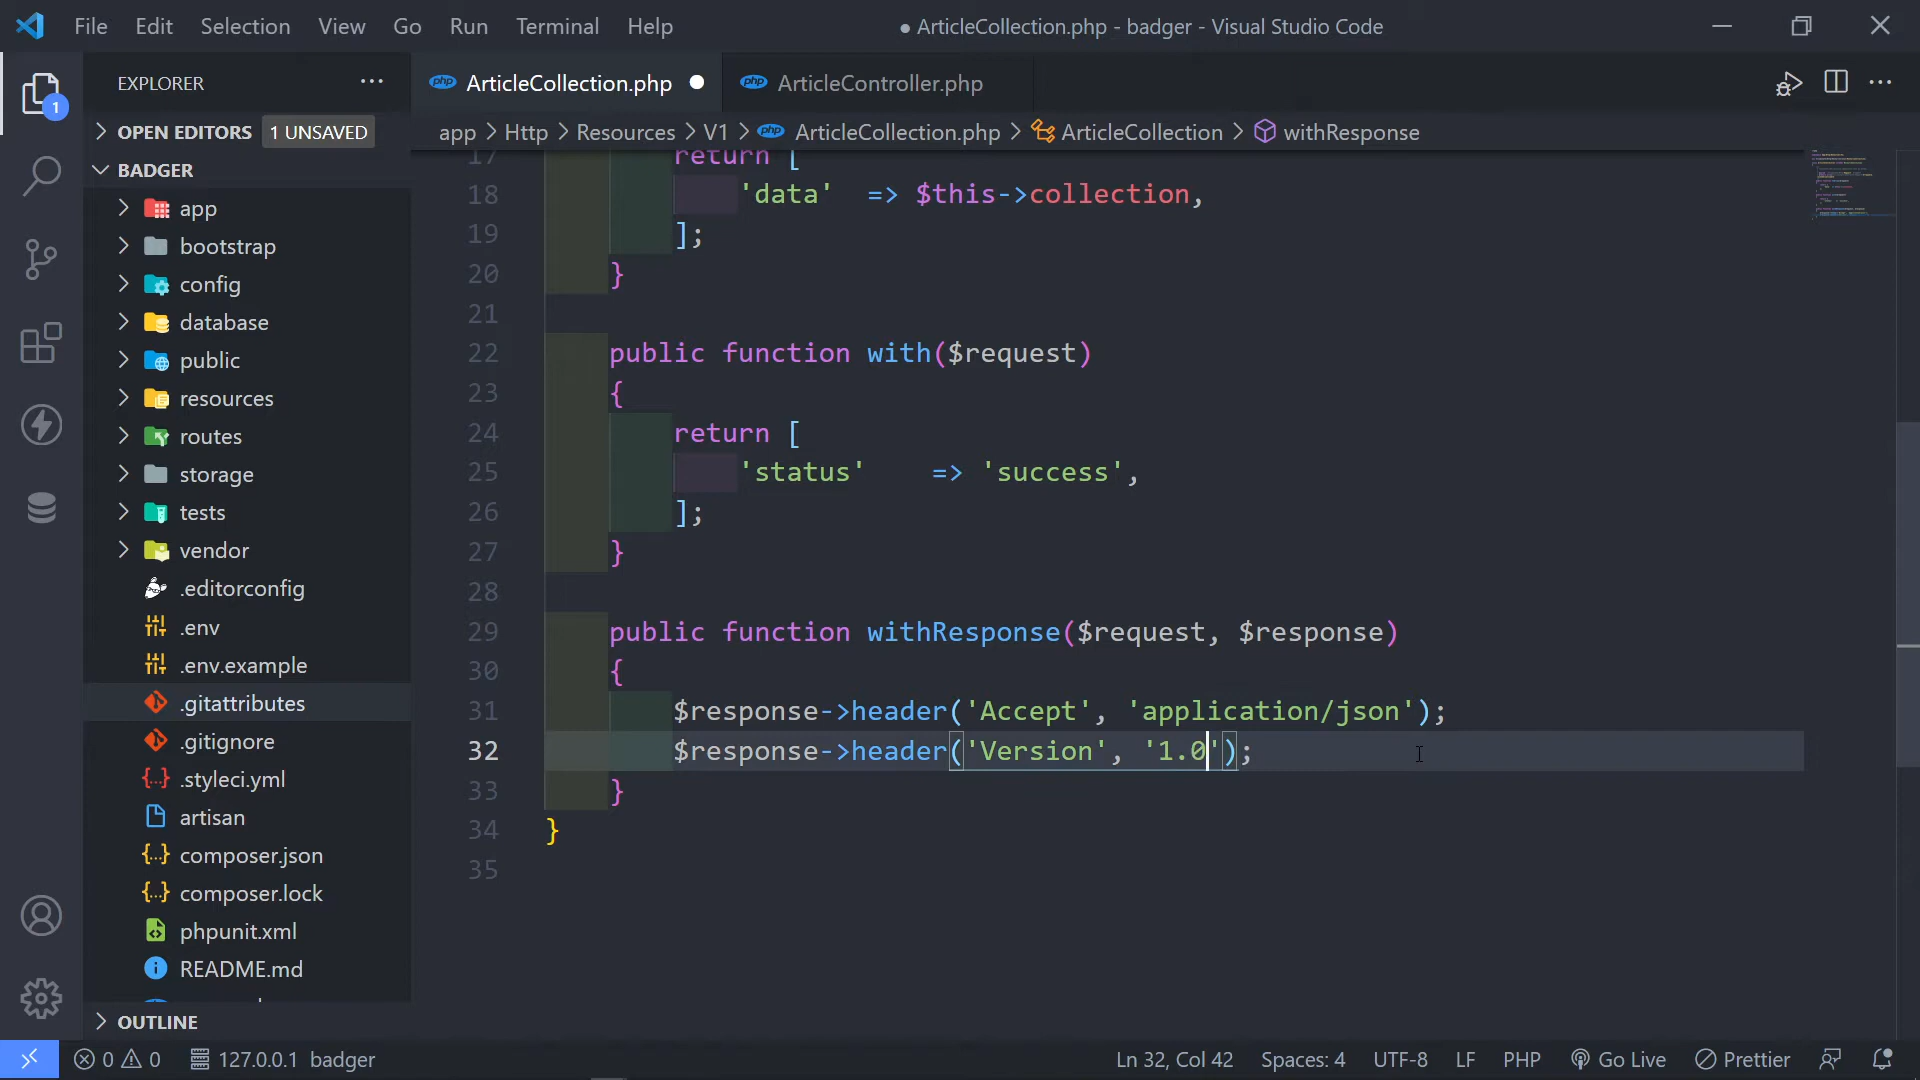 File Edit Selection View Go Run Terminal Help
● ArticleCollection.php - badger - Visual Studio Code
EXPLORER
1
OPEN EDITORS 1 UNSAVED
BADGER
app
bootstrap
config
database
public
resources
routes
storage
tests
vendor
.editorconfig
.env
.env.example
.gitattributes
.gitignore
.styleci.yml
artisan
composer.json
composer.lock
phpunit.xml
README.md
OUTLINE
php ArticleCollection.php ●
php ArticleController.php
app > Http > Resources > V1 > php ArticleCollection.php > ArticleCollection > withResponse
17 return [
18 'data' => $this->collection,
19 ];
20 }
21
22 public function with($request)
23 {
24 return [
25 'status' => 'success',
26 ];
27 }
28
29 public function withResponse($request, $response)
30 {
31 $response->header('Accept', 'application/json');
32 $response->header('Version', '1.0');
33 }
34 }
35
0 0 127.0.0.1 badger
Ln 32, Col 42 Spaces: 4 UTF-8 LF PHP Go Live Prettier